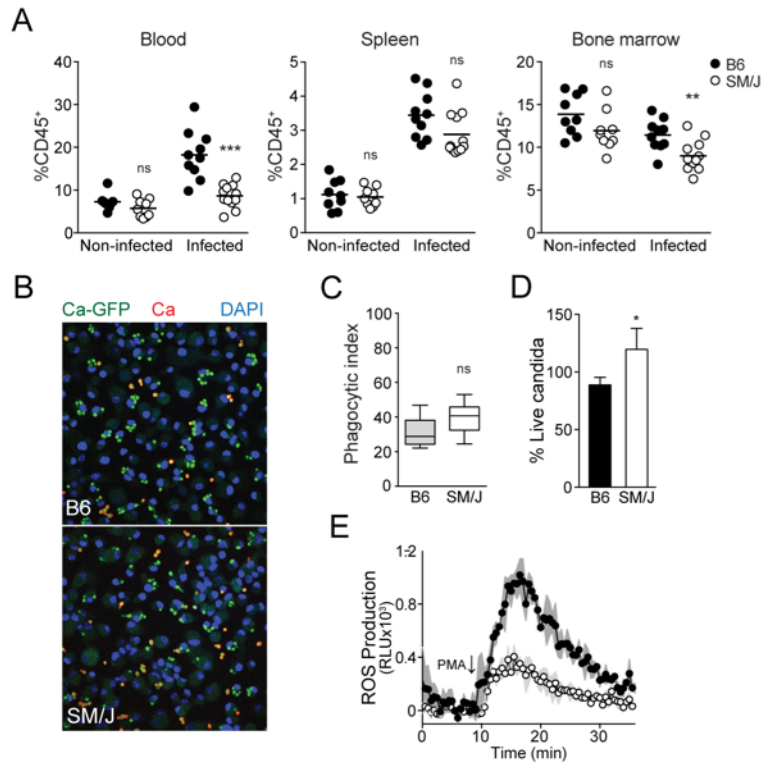 A
Blood
Spleen
Bone marrow
B6
SM/J
%CD45+
40
30
20
10
0
ns
***
Non-infected
Infected
%CD45+
5
4
3
2
1
0
ns
ns
Non-infected
Infected
%CD45+
20
15
10
5
0
ns
**
Non-infected
Infected
B
Ca-GFP Ca DAPI
B6
SM/J
C
Phagocytic index
100
80
60
40
20
0
ns
B6
SM/J
D
% Live candida
150
100
50
0
*
B6
SM/J
E
ROS Production
(RLUx10³)
1·2
0.8
0.4
0
PMA
0
10
20
30
Time (min)